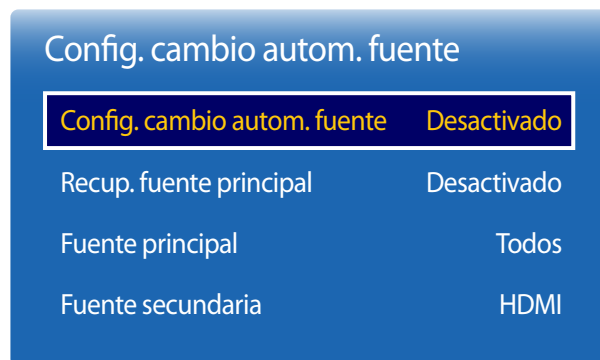 Config. cambio autom. fuente
Config. cambio autom. fuente Desactivado
Recup. fuente principal Desactivado
Fuente principal Todos
Fuente secundaria HDMI